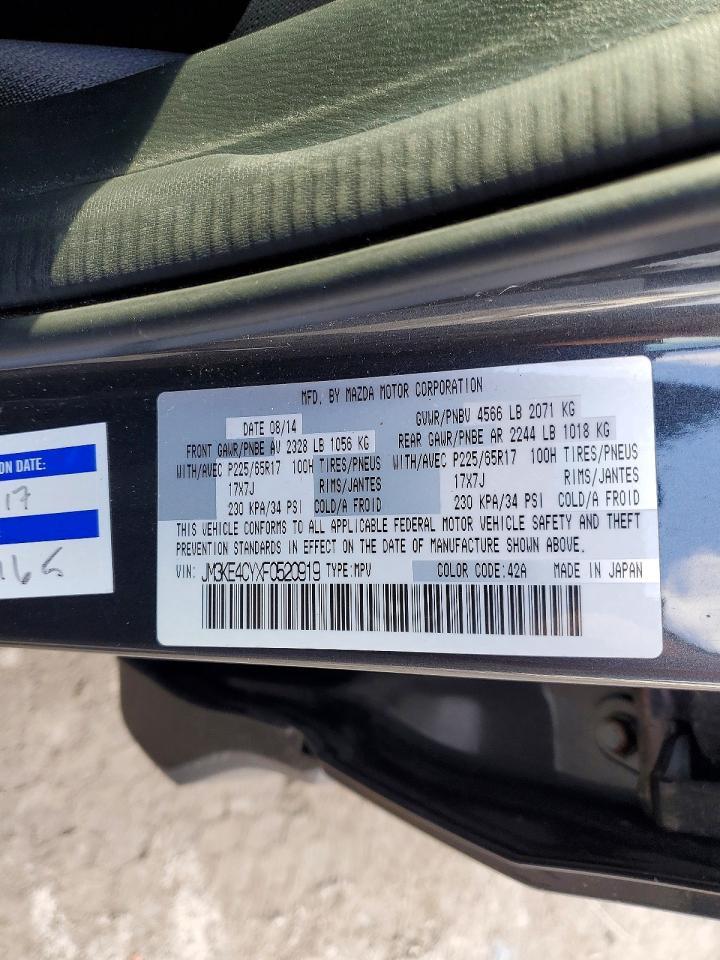 MFD. BY MAZDA MOTOR CORPORATION
DATE 08/14
GVWR/PNBV 4566 LB 2071 KG
FRONT GAWR/PNBE AV 2328 LB 1056 KG
REAR GAWR/PNBE AR 2244 LB 1018 KG
WITH/AVEC P225/65R17 100H TIRES/PNEUS
WITH/AVEC P225/65R17 100H TIRES/PNEUS
17X7J RIMS/JANTES
17X7J RIMS/JANTES
230 KPA/34 PSI COLD/A FROID
230 KPA/34 PSI COLD/A FROID
THIS VEHICLE CONFORMS TO ALL APPLICABLE FEDERAL MOTOR VEHICLE SAFETY AND THEFT
PREVENTION STANDARDS IN EFFECT ON THE DATE OF MANUFACTURE SHOWN ABOVE.
VIN: JM3KE4CYXF0520919 TYPE:MPV COLOR CODE:42A MADE IN JAPAN
ON DATE:
17